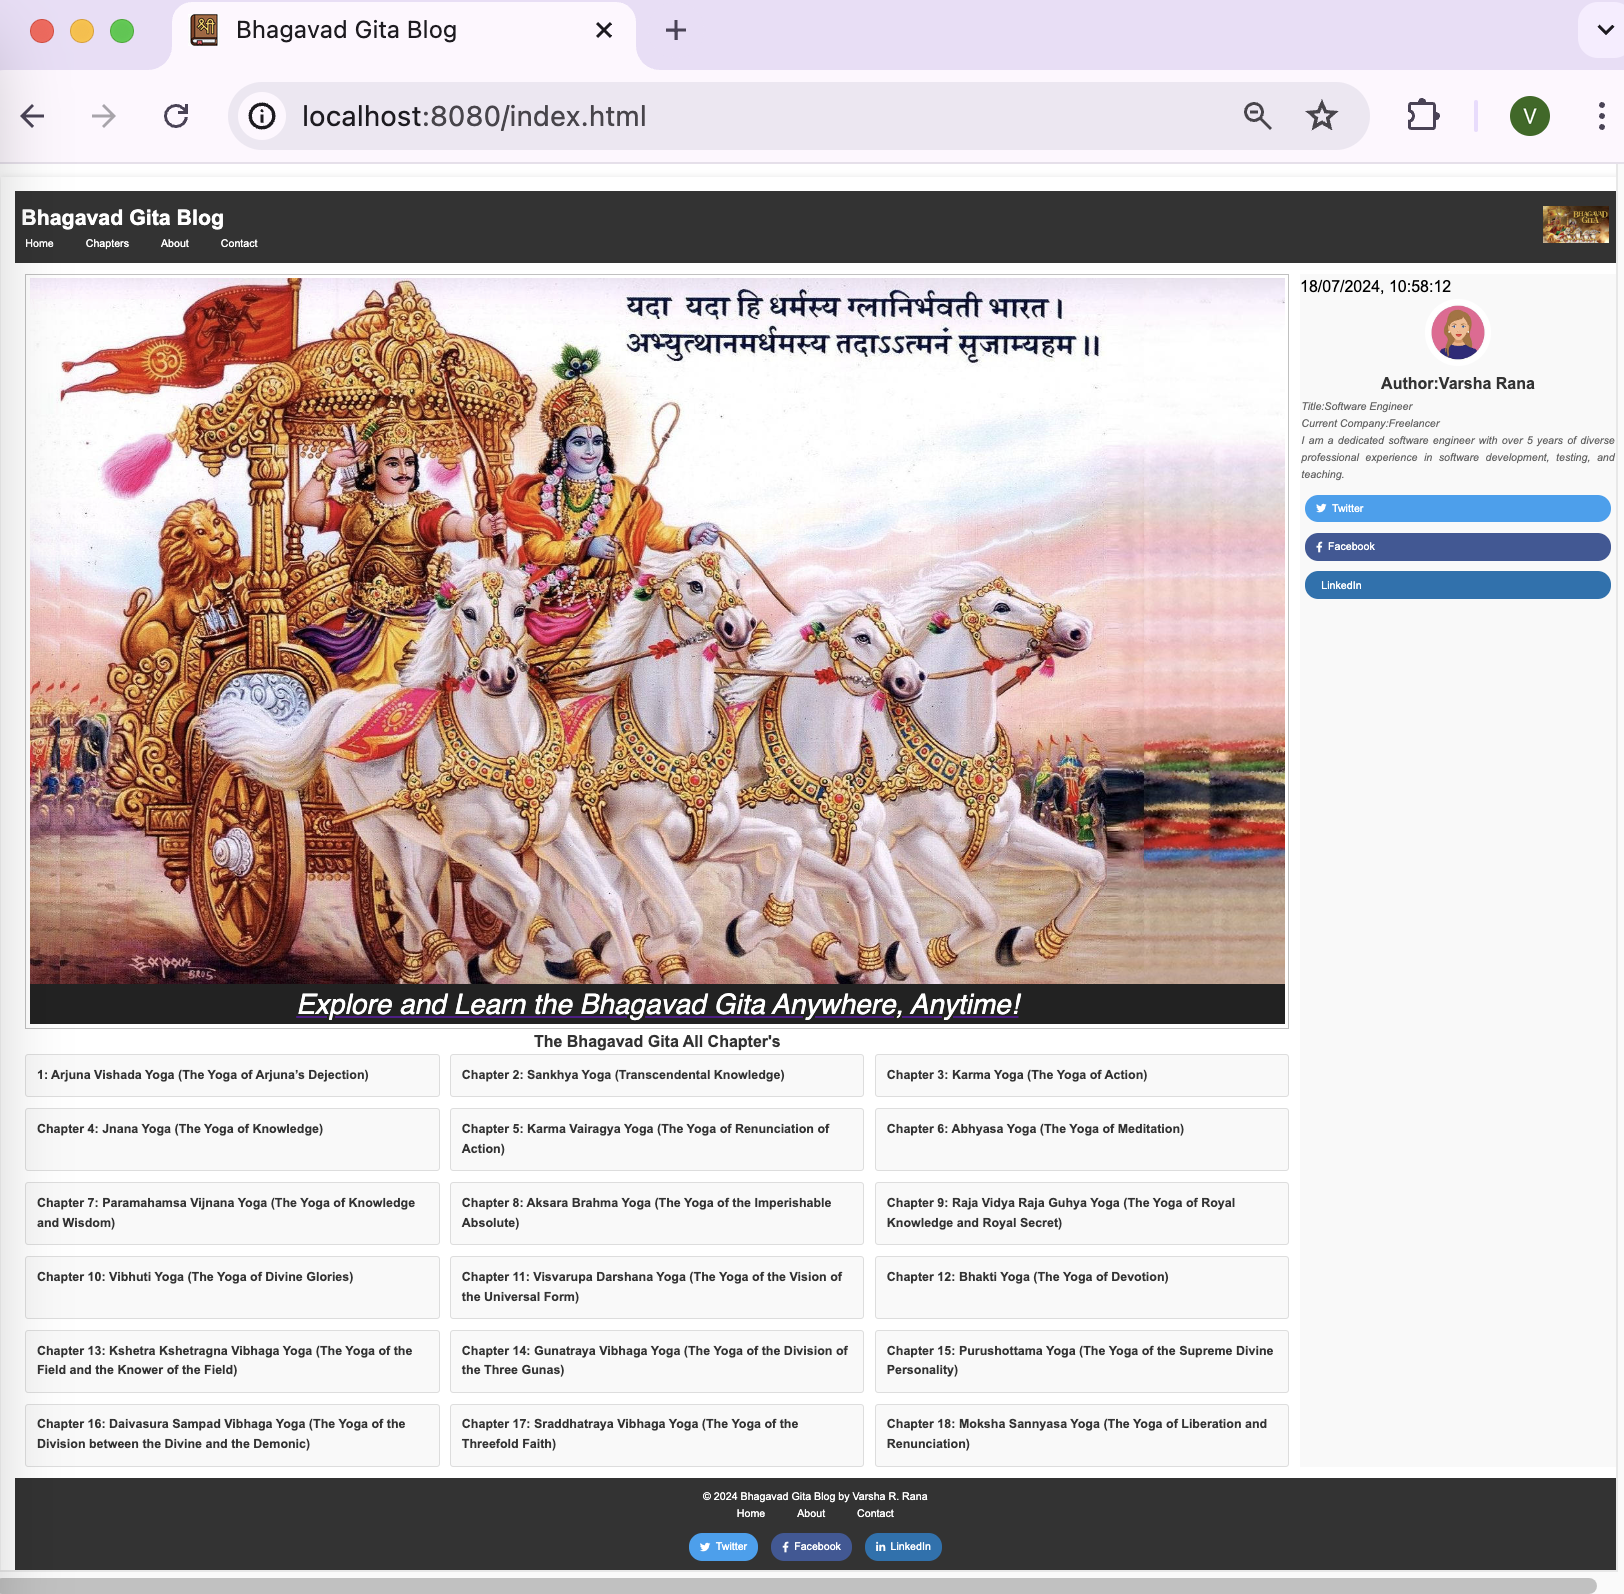 Bhagavad Gita Blog
localhost:8080/index.html
V
Bhagavad Gita Blog
BHAGAVAD
GITA
Home Chapters About Contact
यदा यदा हि धर्मस्य ग्लानिर्भवती भारत ।
अभ्युत्थानमर्धमस्य तदाऽऽत्मनं सृजाम्यहम ।।
Explore and Learn the Bhagavad Gita Anywhere, Anytime!
18/07/2024, 10:58:12
Author:Varsha Rana
Title:Software Engineer
Current Company:Freelancer
I am a dedicated software engineer with over 5 years of diverse
professional experience in software development, testing, and
teaching.
Twitter
Facebook
LinkedIn
The Bhagavad Gita All Chapter's
1: Arjuna Vishada Yoga (The Yoga of Arjuna’s Dejection)
Chapter 2: Sankhya Yoga (Transcendental Knowledge)
Chapter 3: Karma Yoga (The Yoga of Action)
Chapter 4: Jnana Yoga (The Yoga of Knowledge)
Chapter 5: Karma Vairagya Yoga (The Yoga of Renunciation of
Action)
Chapter 6: Abhyasa Yoga (The Yoga of Meditation)
Chapter 7: Paramahamsa Vijnana Yoga (The Yoga of Knowledge
and Wisdom)
Chapter 8: Aksara Brahma Yoga (The Yoga of the Imperishable
Absolute)
Chapter 9: Raja Vidya Raja Guhya Yoga (The Yoga of Royal
Knowledge and Royal Secret)
Chapter 10: Vibhuti Yoga (The Yoga of Divine Glories)
Chapter 11: Visvarupa Darshana Yoga (The Yoga of the Vision of
the Universal Form)
Chapter 12: Bhakti Yoga (The Yoga of Devotion)
Chapter 13: Kshetra Kshetragna Vibhaga Yoga (The Yoga of the
Field and the Knower of the Field)
Chapter 14: Gunatraya Vibhaga Yoga (The Yoga of the Division of
the Three Gunas)
Chapter 15: Purushottama Yoga (The Yoga of the Supreme Divine
Personality)
Chapter 16: Daivasura Sampad Vibhaga Yoga (The Yoga of the
Division between the Divine and the Demonic)
Chapter 17: Sraddhatraya Vibhaga Yoga (The Yoga of the
Threefold Faith)
Chapter 18: Moksha Sannyasa Yoga (The Yoga of Liberation and
Renunciation)
© 2024 Bhagavad Gita Blog by Varsha R. Rana
Home About Contact
Twitter Facebook LinkedIn